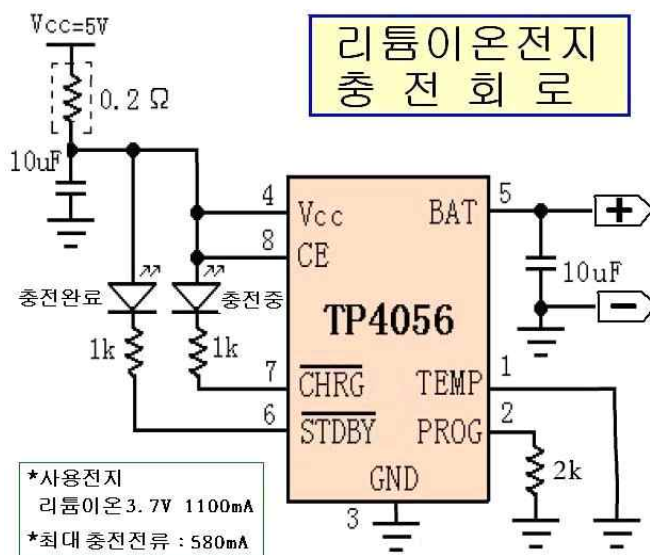 Vcc=5V
리튬이온전지
충 전 회 로
0.2 Ω
10uF
4
Vcc
BAT
5
+
8
CE
10uF
−
충전완료
충전중
TP4056
1k
1k
7
CHRG
TEMP
1
6
STDBY
PROG
2
2k
GND
3
*사용전지
리튬이온3.7V 1100mA
*최대 충전전류 : 580mA